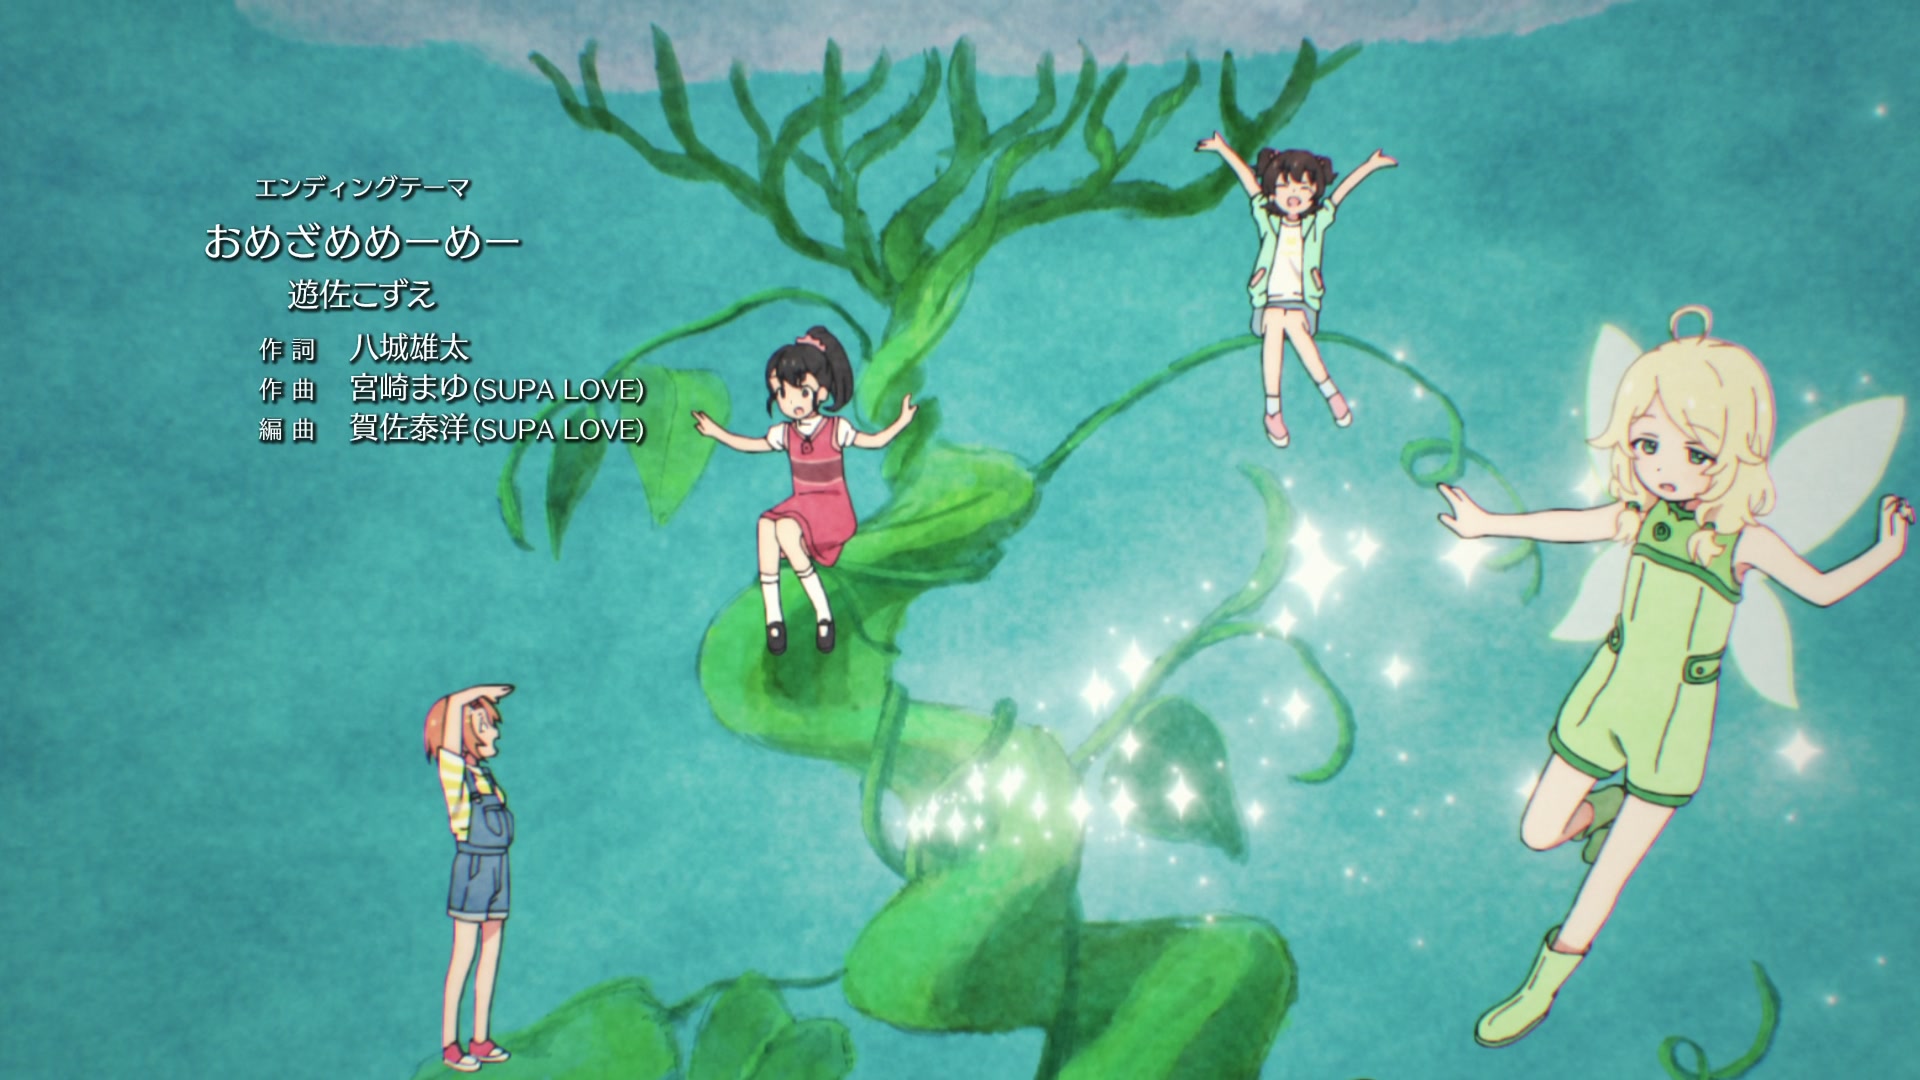 エンディングテーマ
おめざめめーめー
遊佐こずえ
作詞 八城雄太
作曲 宮崎まゆ(SUPA LOVE)
編曲 賀佐泰洋(SUPA LOVE)